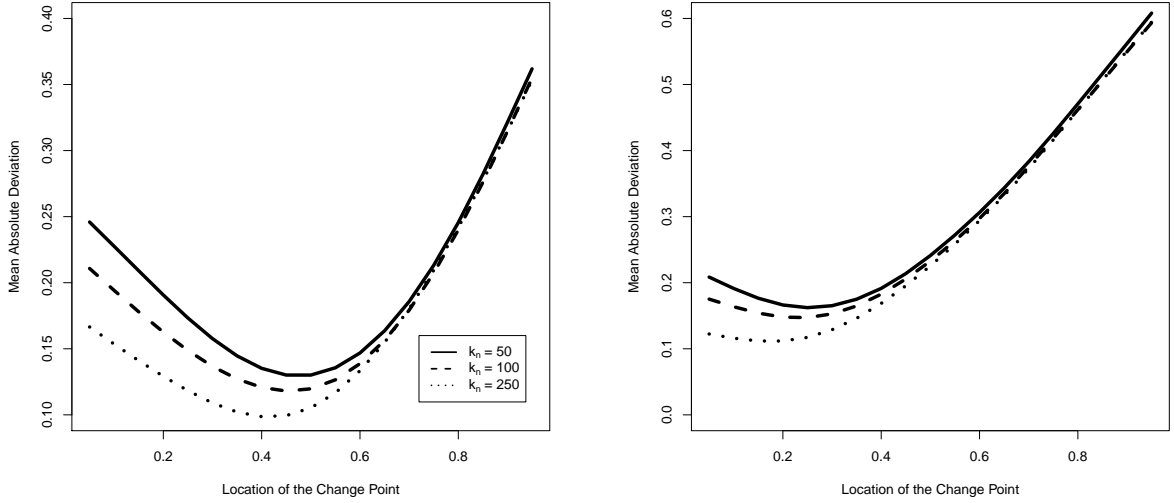 0.40
0.35
0.30
0.25
0.20
0.15
0.10
Mean Absolute Deviation
kn = 50
kn = 100
kn = 250
0.2 0.4 0.6 0.8
Location of the Change Point
0.6
0.5
0.4
0.3
0.2
0.1
0.0
Mean Absolute Deviation
0.2 0.4 0.6 0.8
Location of the Change Point